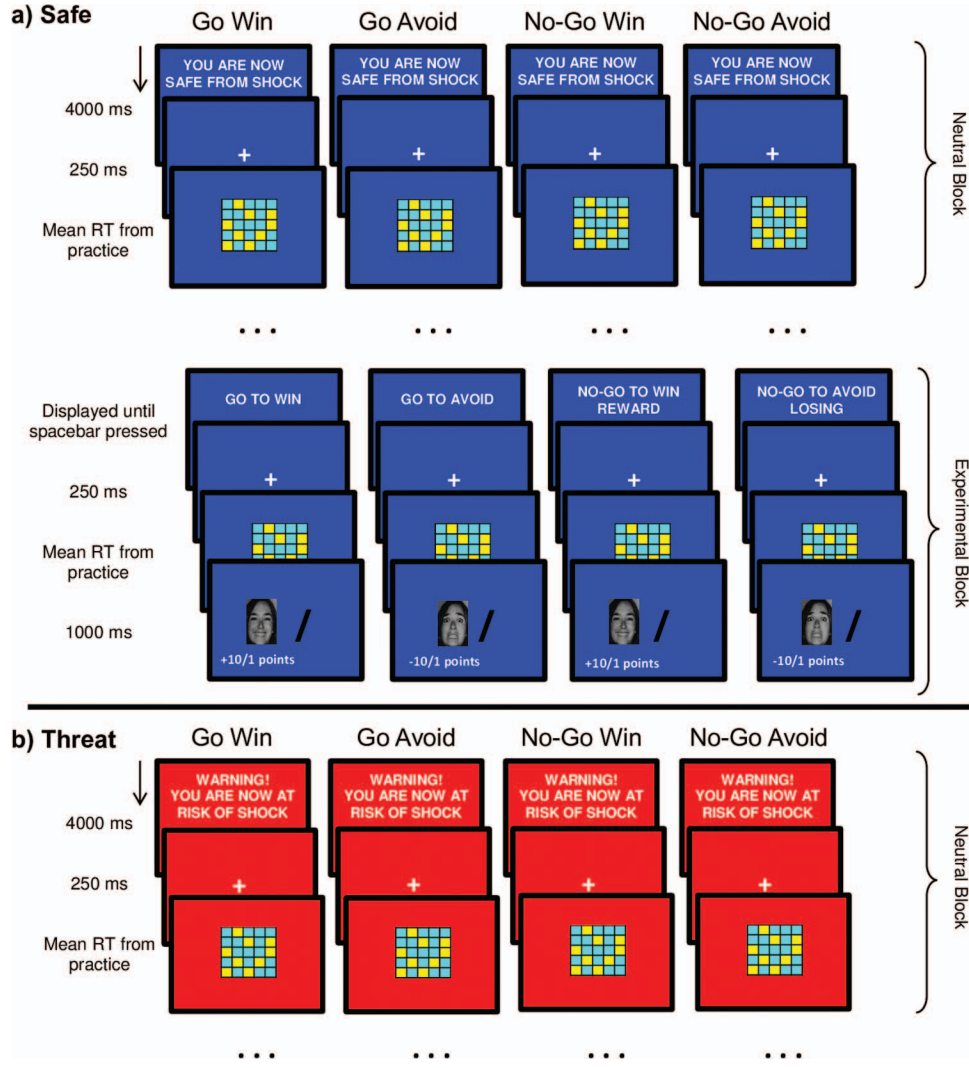 a) Safe
Go Win Go Avoid No-Go Win No-Go Avoid
YOU ARE NOW
SAFE FROM SHOCK
YOU ARE NOW
SAFE FROM SHOCK
YOU ARE NOW
SAFE FROM SHOCK
YOU ARE NOW
SAFE FROM SHOCK
4000 ms
+ + + +
250 ms
Mean RT from
practice
Neutral Block
... ... ... ...
Displayed until
spacebar pressed
GO TO WIN
GO TO AVOID
NO-GO TO WIN
REWARD
NO-GO TO AVOID
LOSING
+ + + +
250 ms
Mean RT from
practice
1000 ms
/ / / /
+10/1 points
-10/1 points
+10/1 points
-10/1 points
Experimental Block
b) Threat
Go Win Go Avoid No-Go Win No-Go Avoid
WARNING!
YOU ARE NOW AT
RISK OF SHOCK
WARNING!
YOU ARE NOW AT
RISK OF SHOCK
WARNING!
YOU ARE NOW AT
RISK OF SHOCK
WARNING!
YOU ARE NOW AT
RISK OF SHOCK
4000 ms
+ + + +
250 ms
Mean RT from
practice
Neutral Block
... ... ... ...